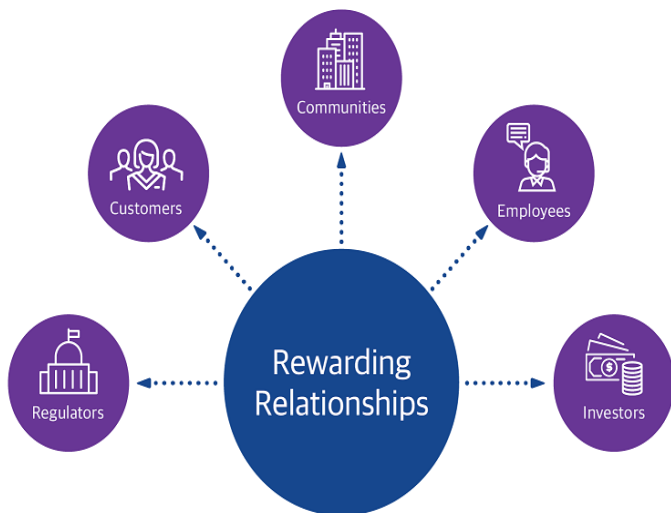 Communities
Customers
Employees
Rewarding
Relationships
Regulators
Investors